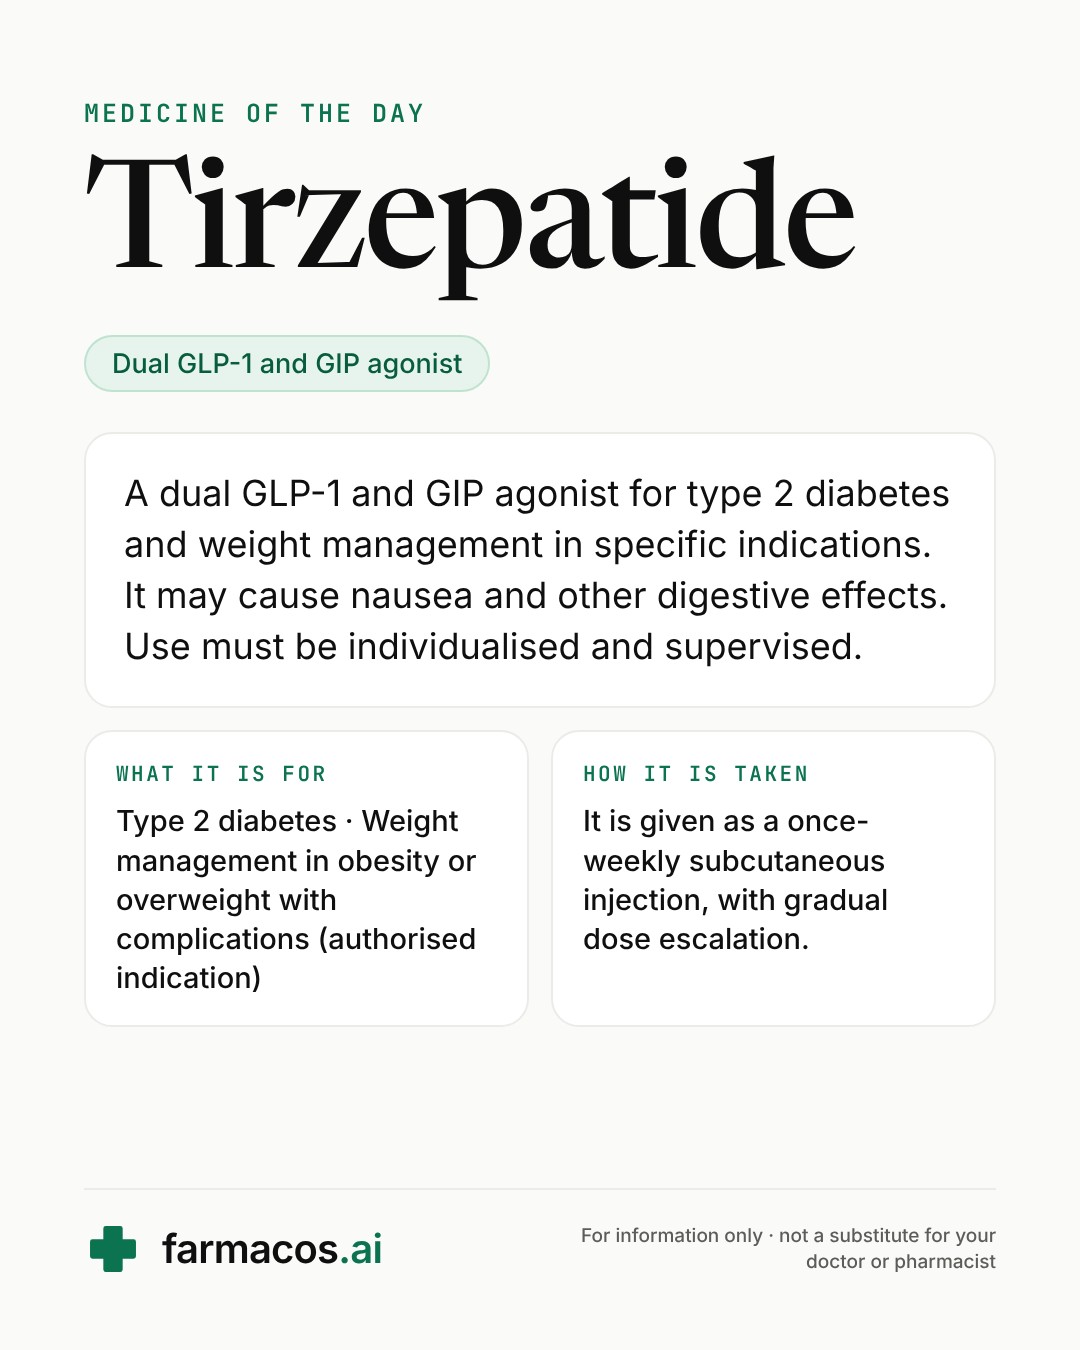 MEDICINE OF THE DAY
Tirzepatide
Dual GLP-1 and GIP agonist
A dual GLP-1 and GIP agonist for type 2 diabetes
and weight management in specific indications.
It may cause nausea and other digestive effects.
Use must be individualised and supervised.
WHAT IT IS FOR
Type 2 diabetes · Weight
management in obesity or
overweight with
complications (authorised
indication)
HOW IT IS TAKEN
It is given as a once-
weekly subcutaneous
injection, with gradual
dose escalation.
farmacos.ai
For information only · not a substitute for your
doctor or pharmacist